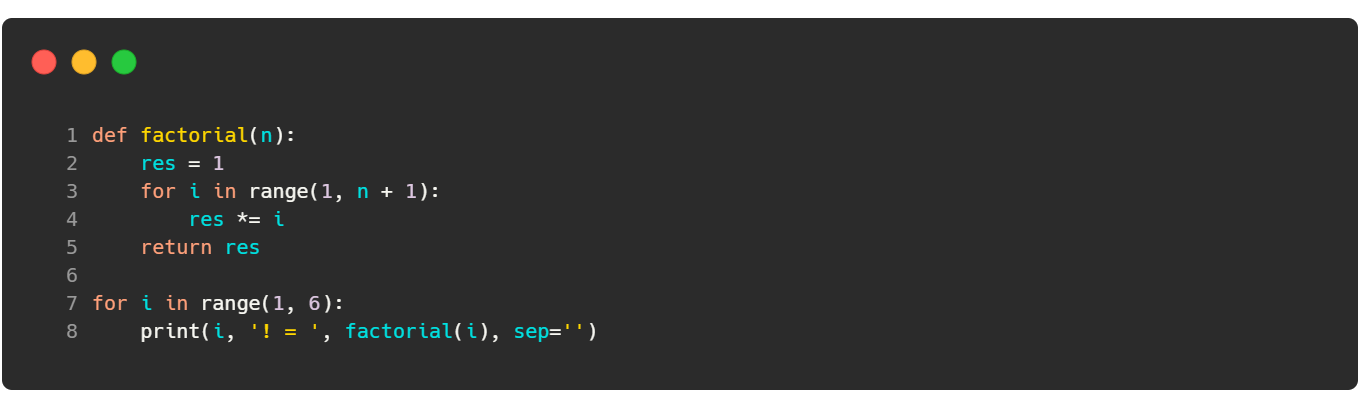 1 def factorial(n):
2     res = 1
3     for i in range(1, n + 1):
4         res *= i
5     return res
6
7 for i in range(1, 6):
8     print(i, '! = ', factorial(i), sep='')